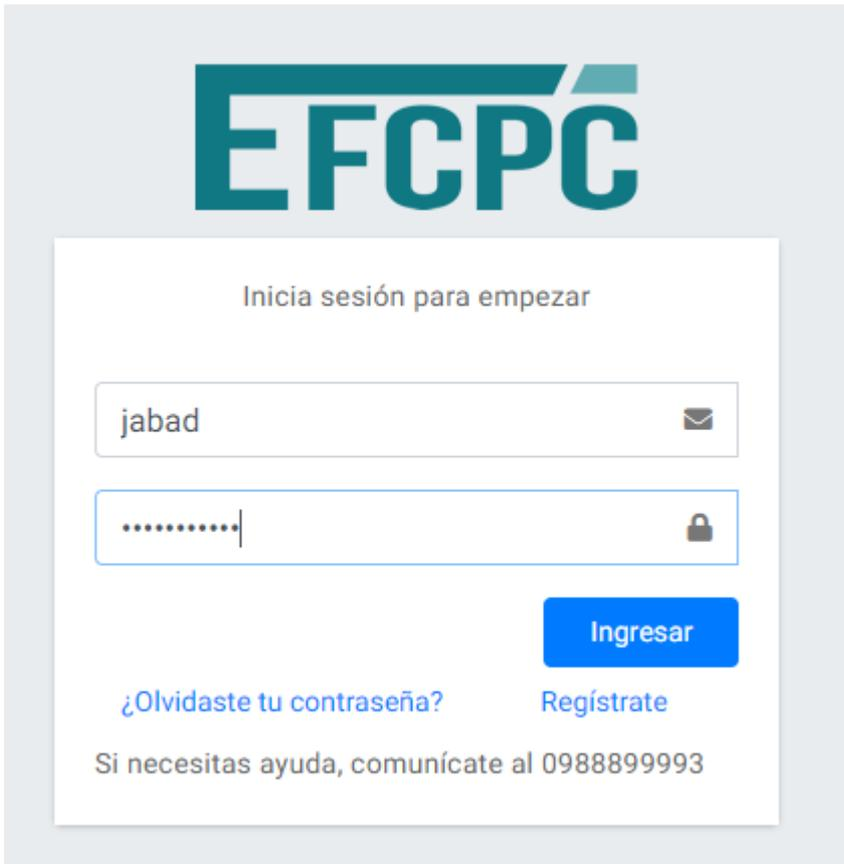 EFCPC
Inicia sesión para empezar
jabad
•••••••••••
Ingresar
¿Olvidaste tu contraseña? Regístrate
Si necesitas ayuda, comunícate al 0988899993